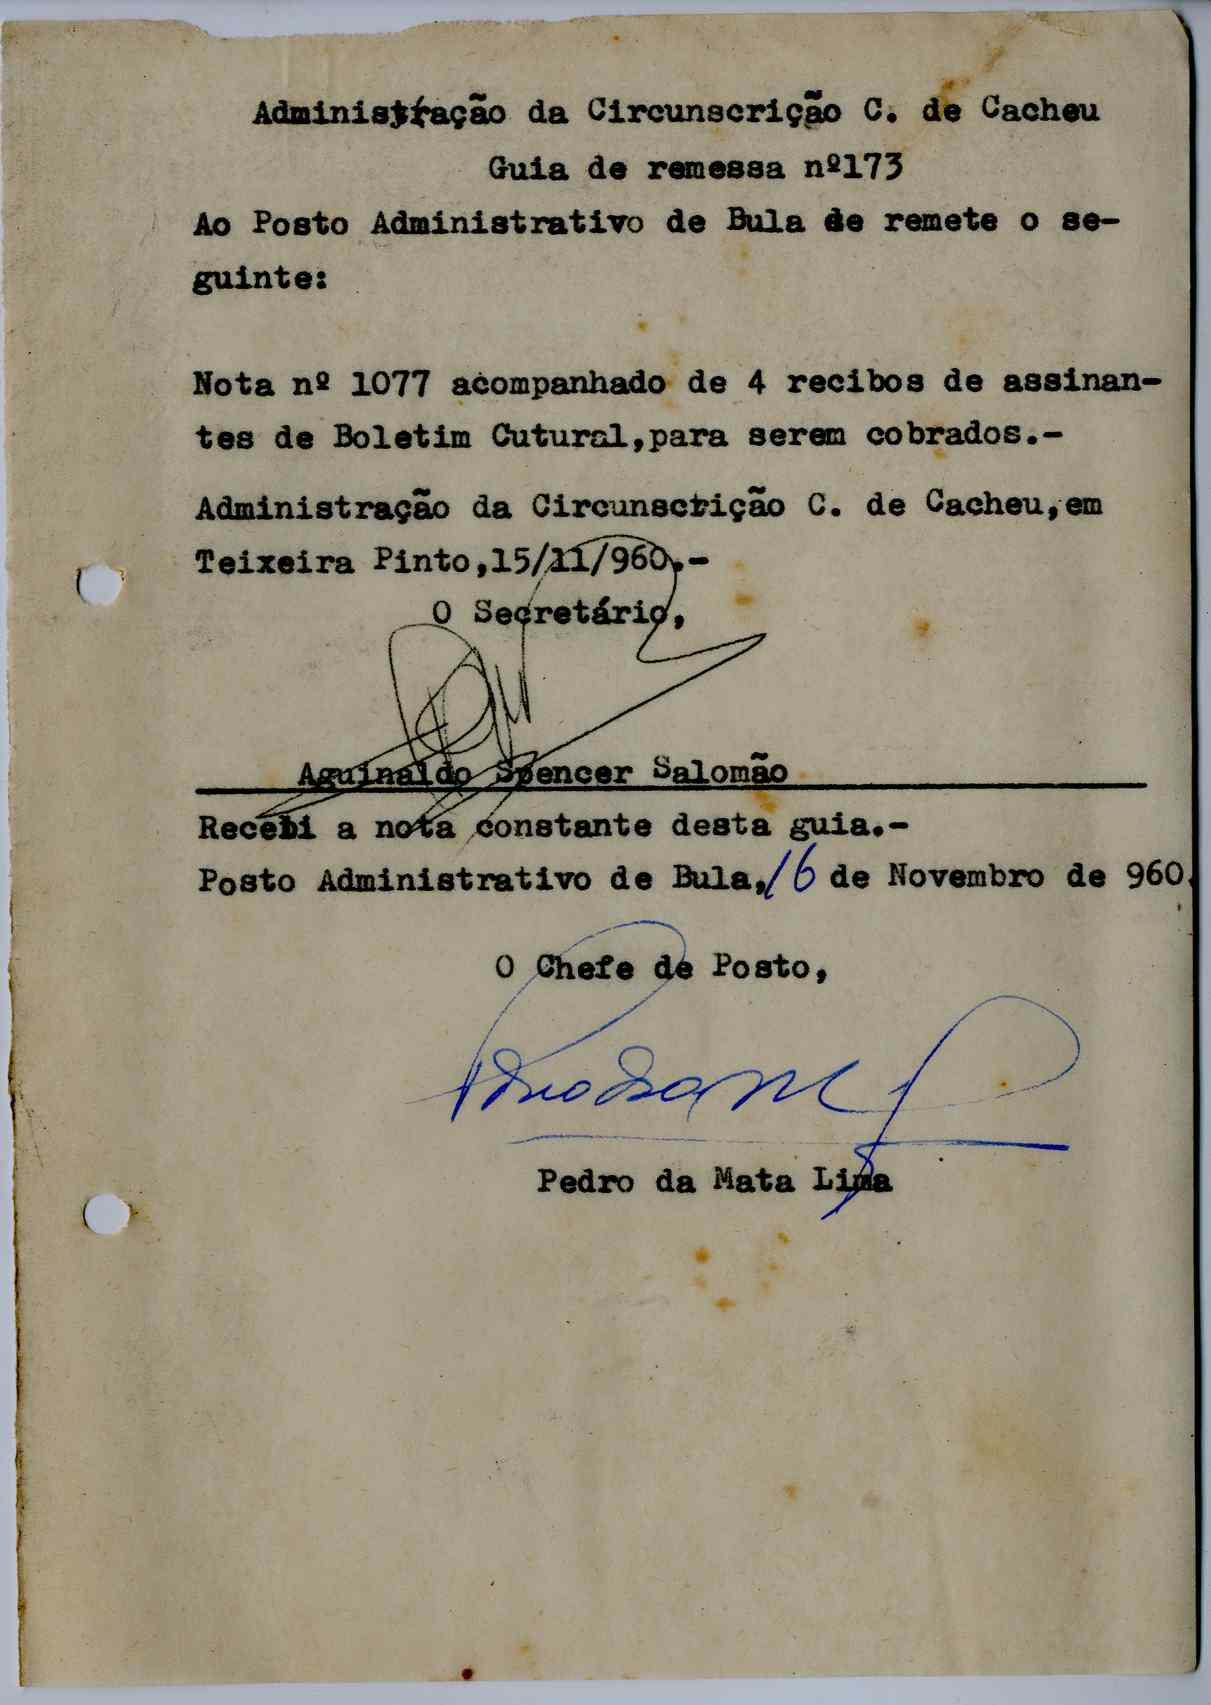 Administração da Circunscrição C. de Cacheu
Guia de remessa nº173
Ao Posto Administrativo de Bula se remete o se-
guinte:
Nota nº 1077 acompanhado de 4 recibos de assinan-
tes de Boletim Cutural,para serem cobrados.-
Administração da Circunscrição C. de Cacheu,em
Teixeira Pinto,15/11/960.-
O Secretário,
Aguinaldo Spencer Salomão
Recebi a nota constante desta guia.-
Posto Administrativo de Bula,16 de Novembro de 960.
O Chefe de Posto,
Pedro da Mata Lima